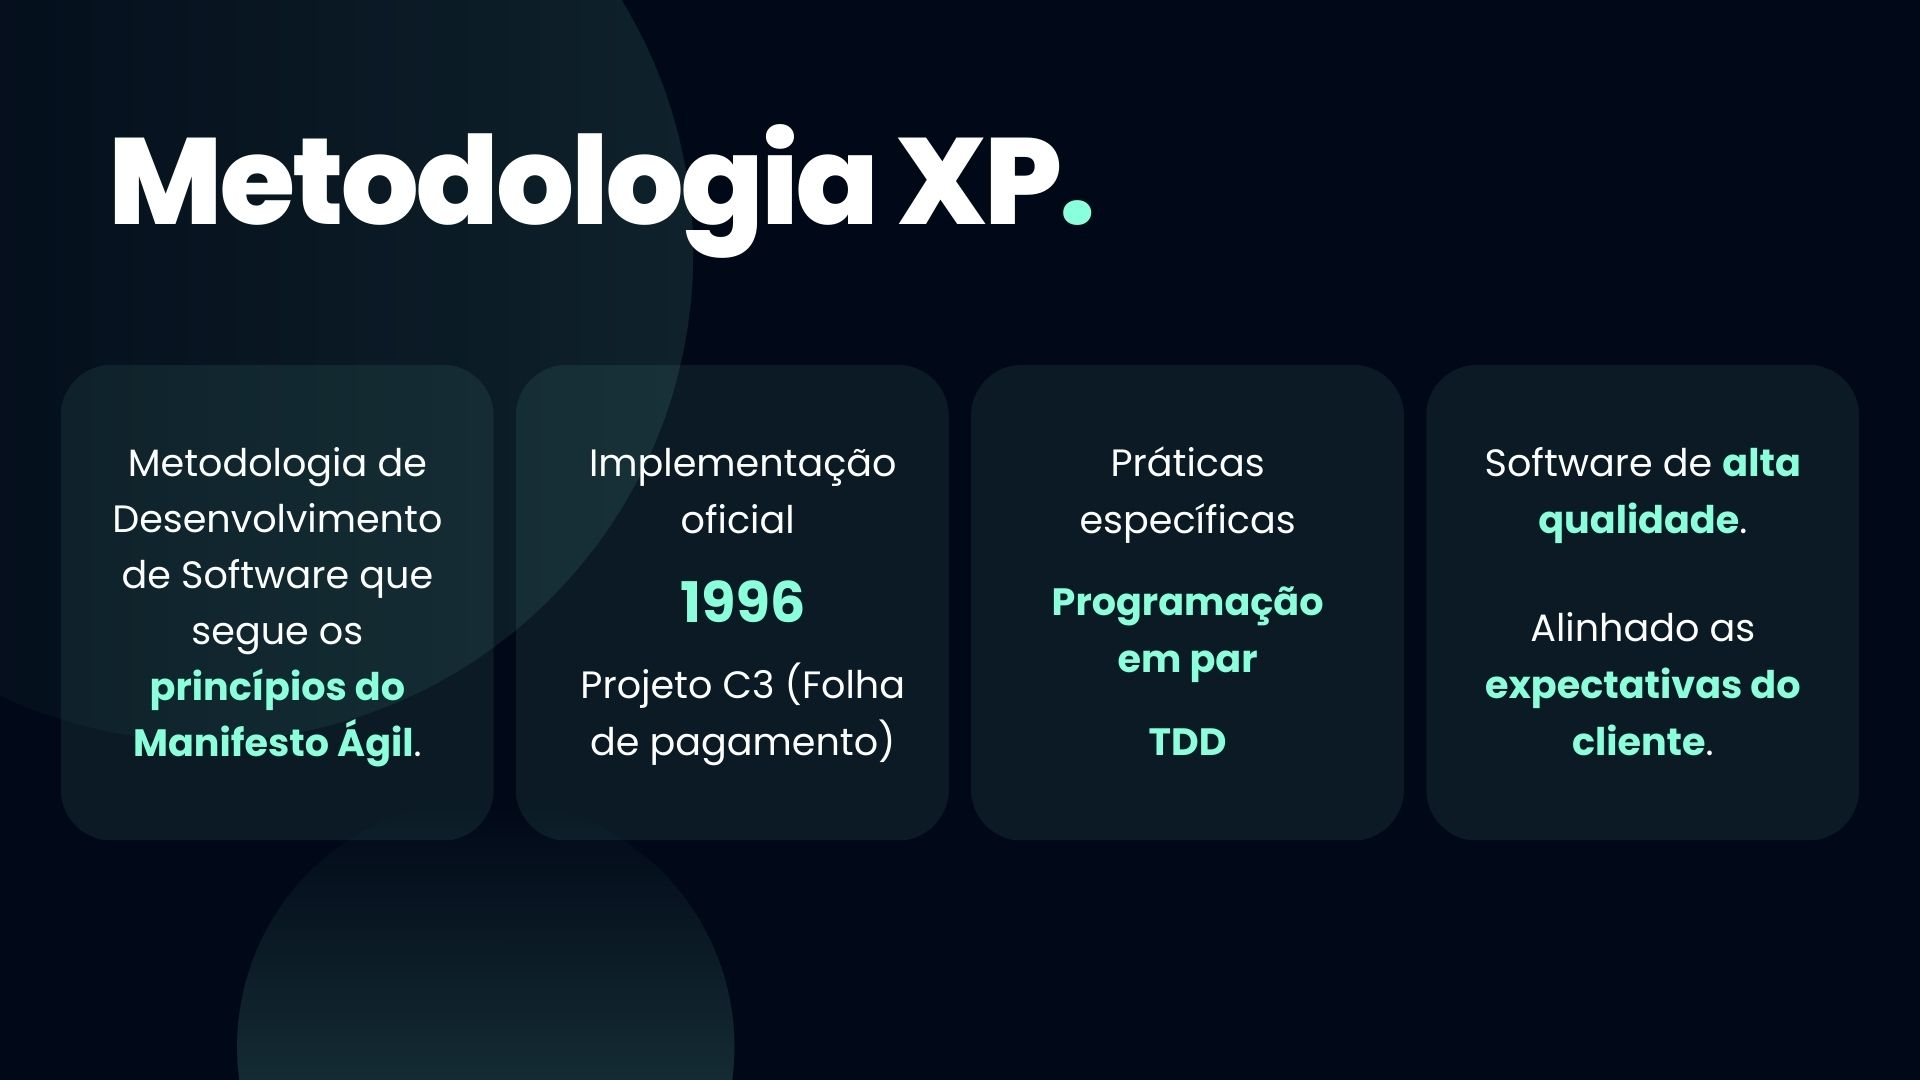 Metodologia XP.
Metodologia de
Desenvolvimento
de Software que
segue os
princípios do
Manifesto Ágil.
Implementação
oficial
1996
Projeto C3 (Folha
de pagamento)
Práticas
específicas
Programação
em par
TDD
Software de alta
qualidade.
Alinhado as
expectativas do
cliente.